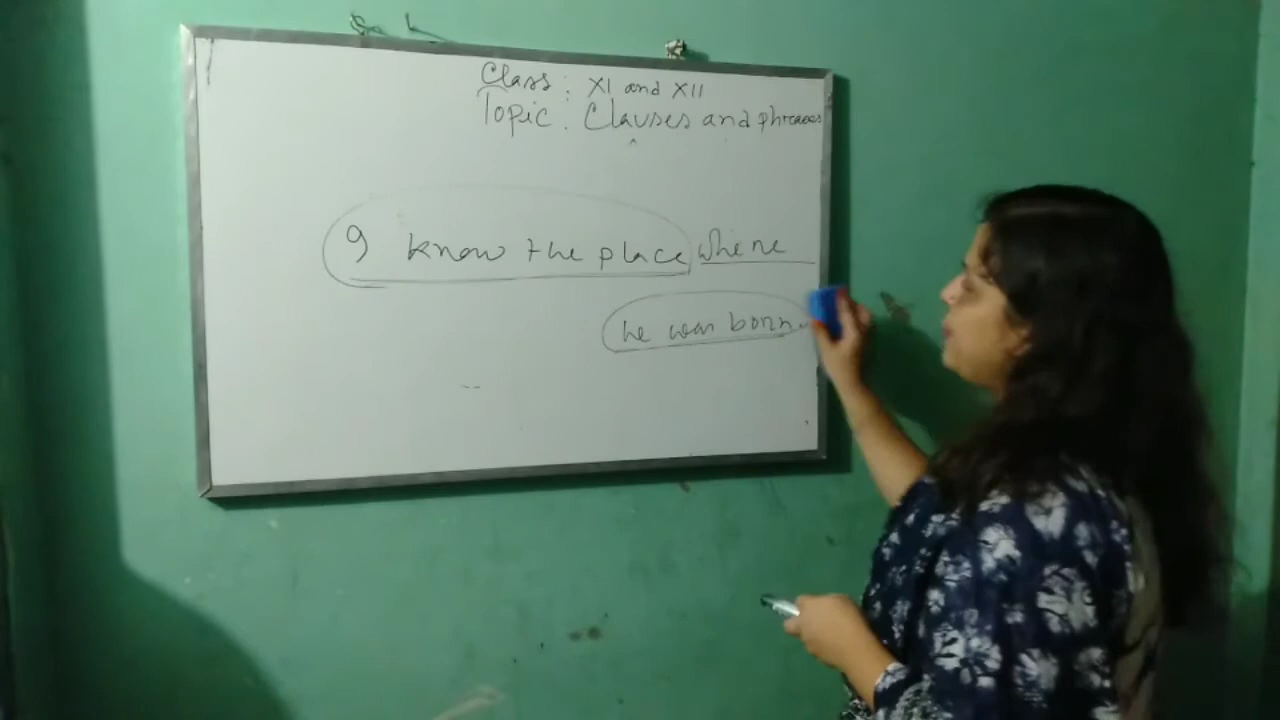 Class : XI and XII
Topic : Clauses and phrases
I know the place where
he was born.